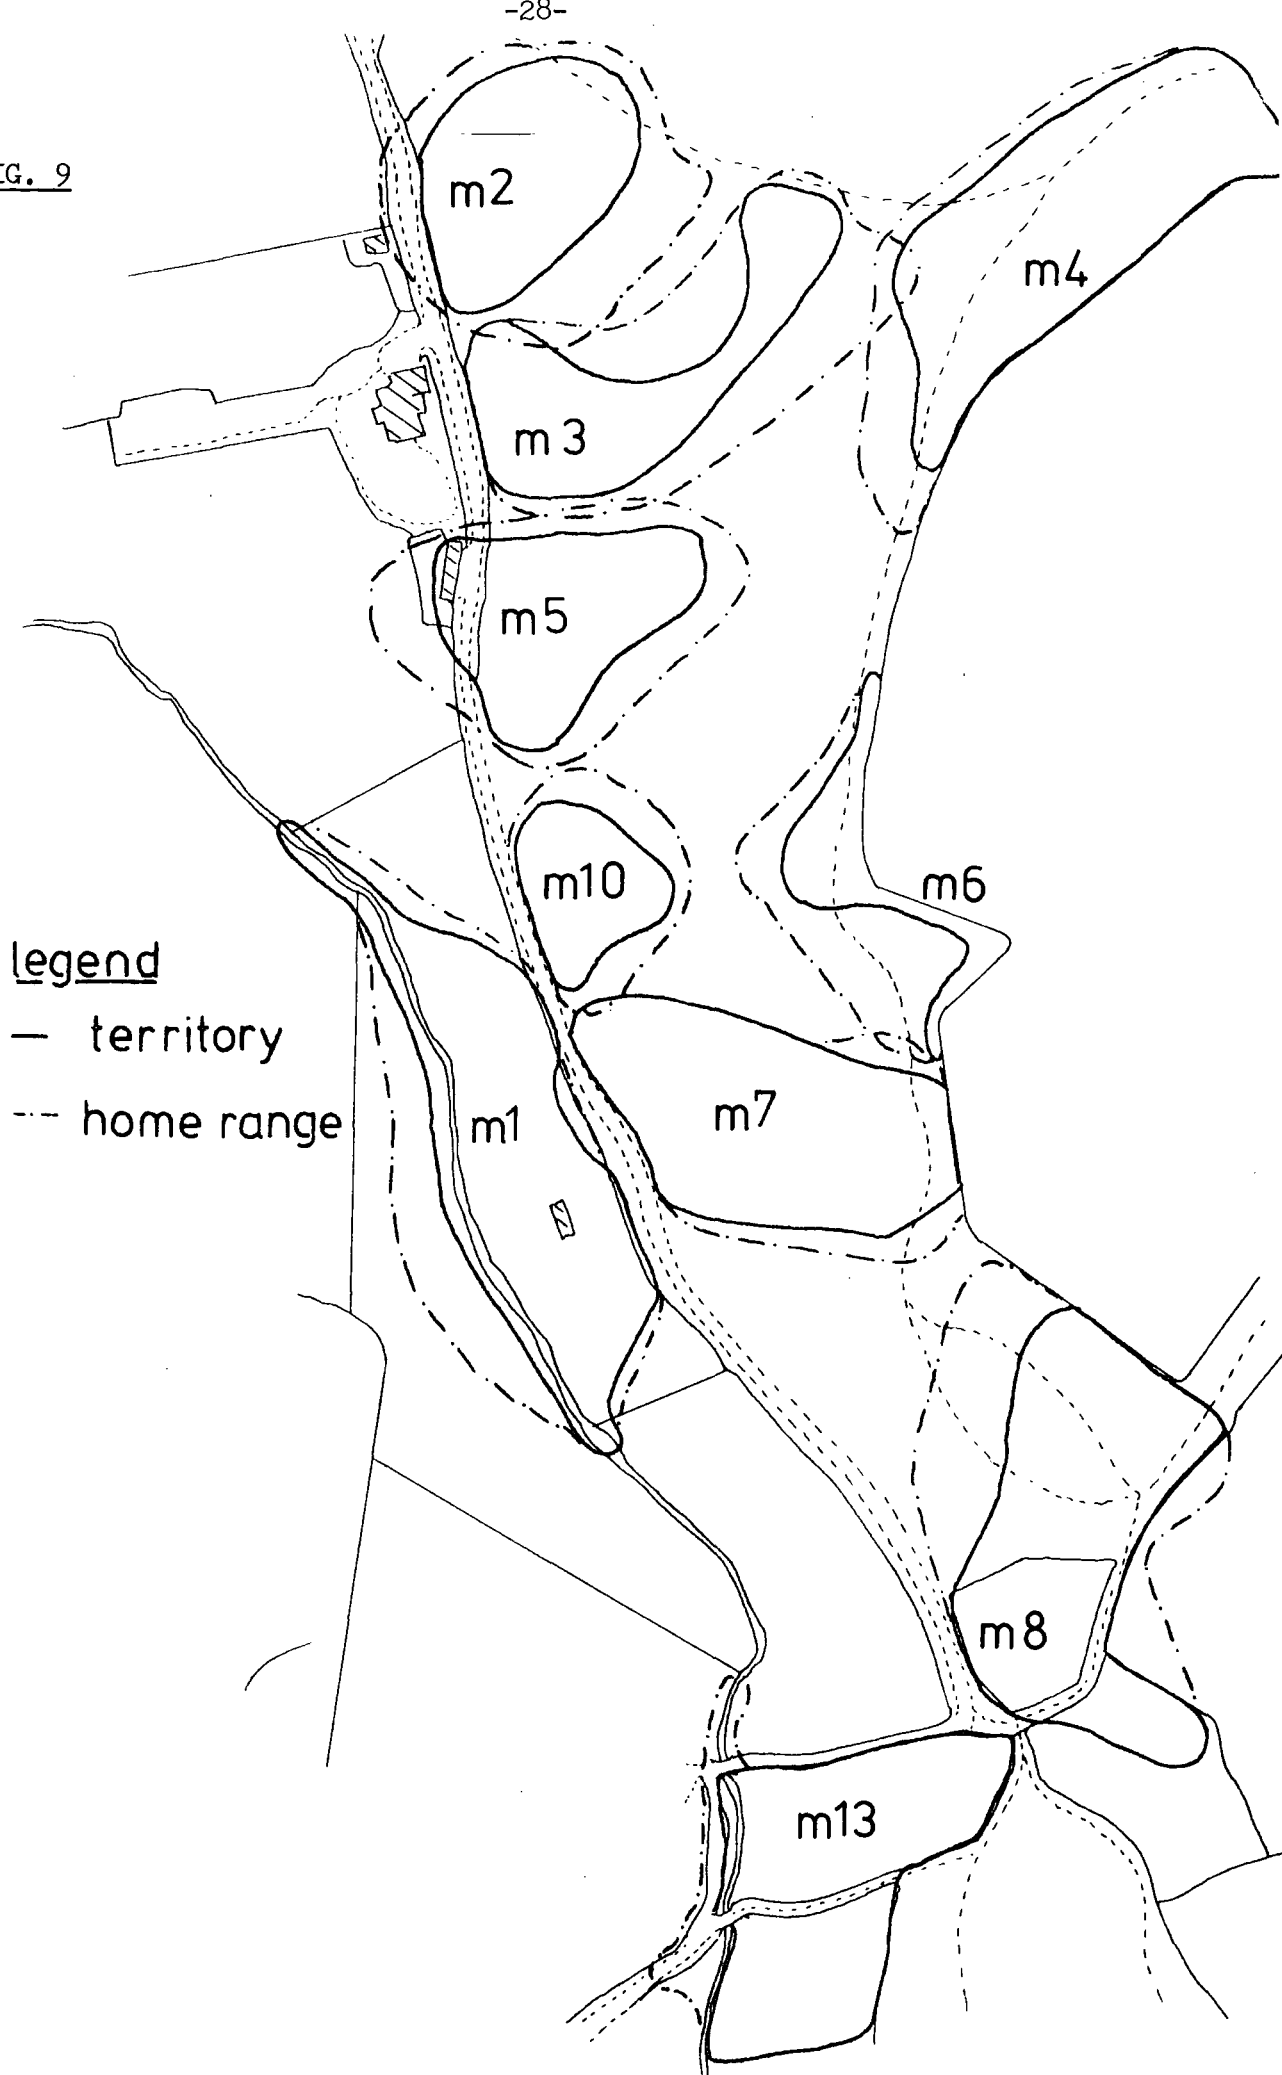 -28-
IG. 9
m2
m4
m3
m5
m10
m6
legend
— territory
-·-- home range
m7
m1
m8
m13